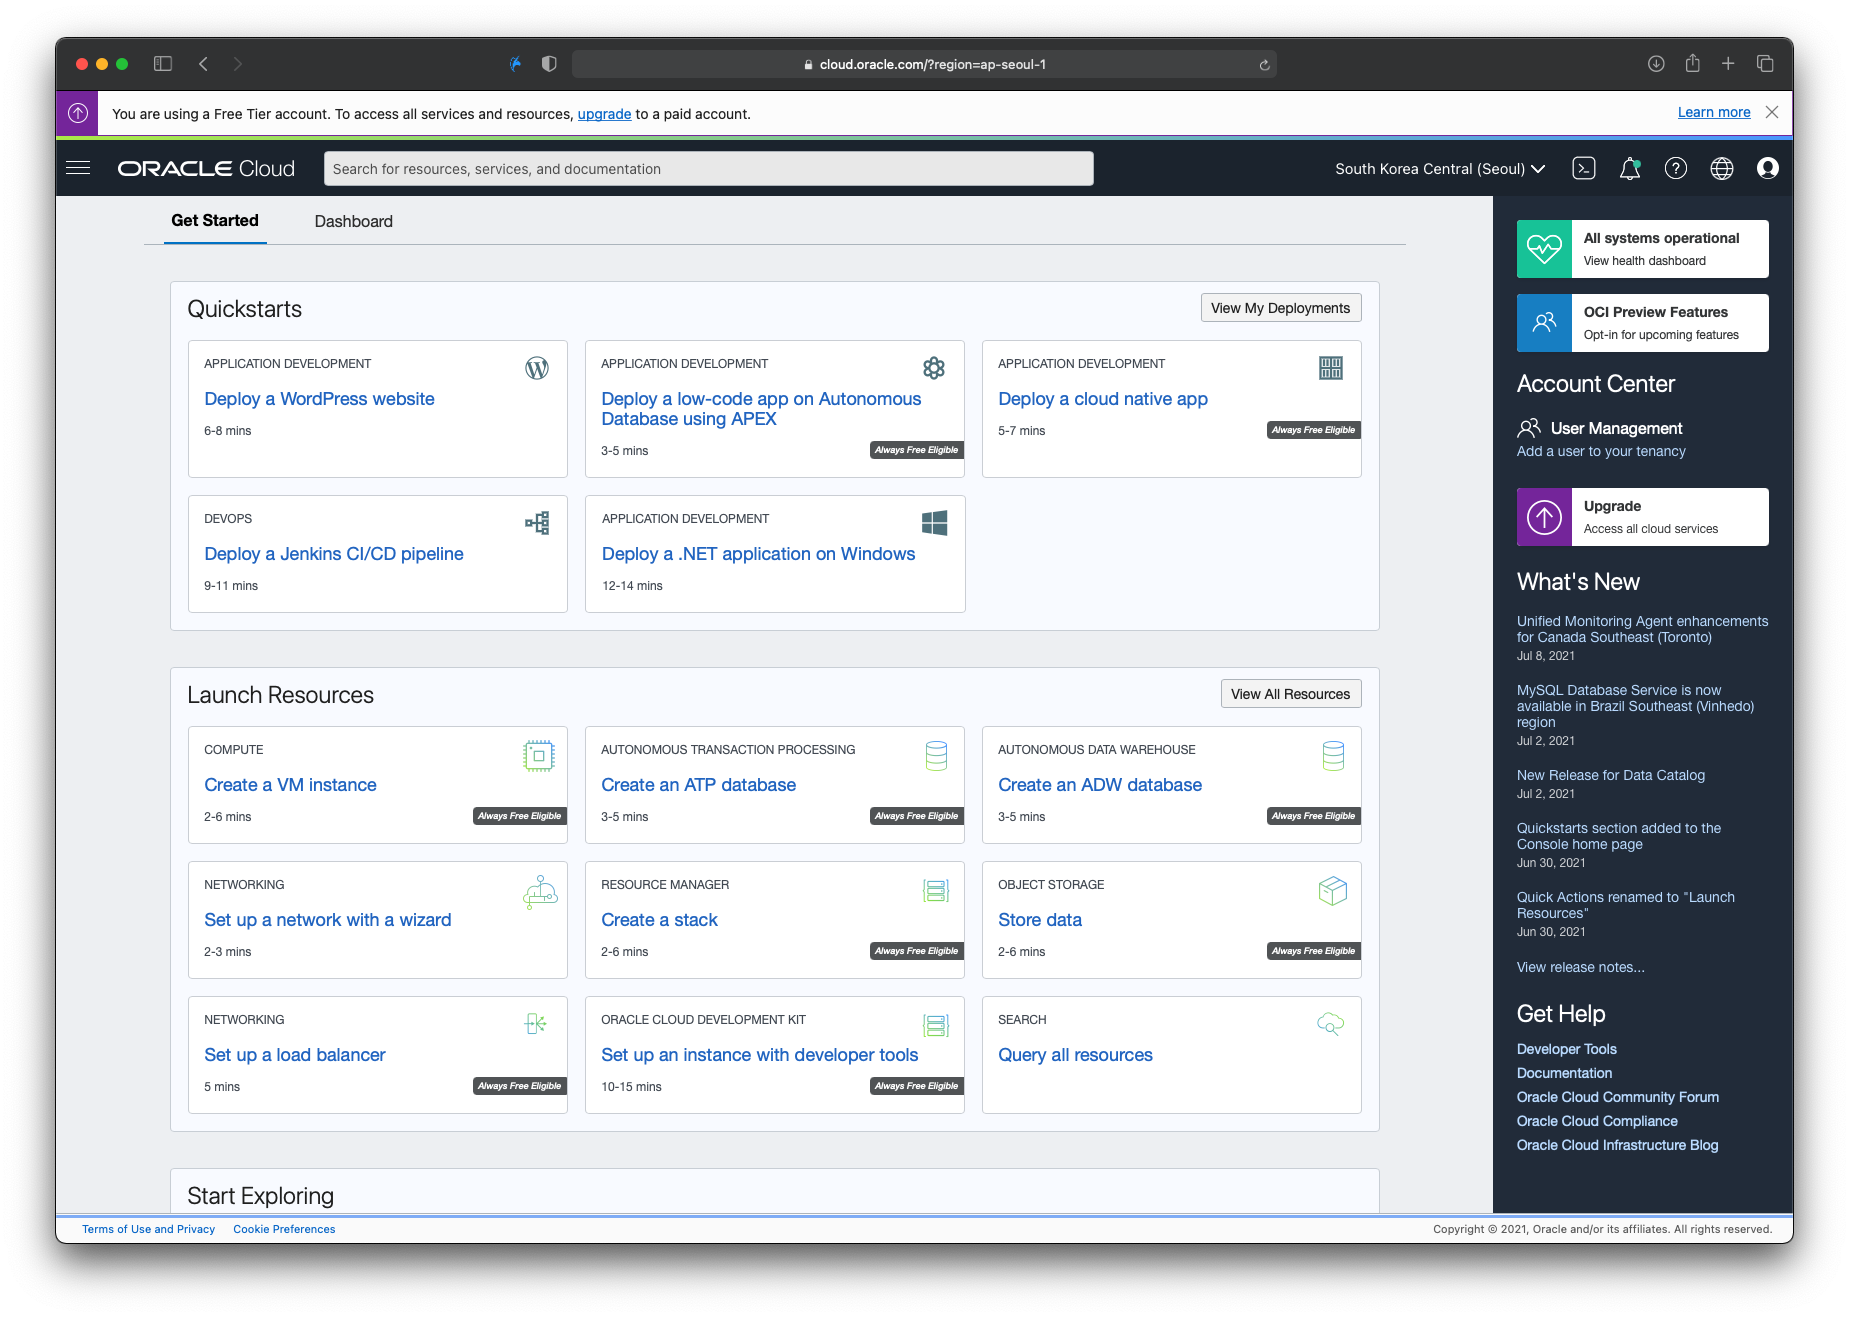 cloud.oracle.com/?region=ap-seoul-1
You are using a Free Tier account. To access all services and resources, upgrade to a paid account.
Learn more
ORACLE Cloud
Search for resources, services, and documentation
South Korea Central (Seoul)
Get Started
Dashboard
Quickstarts
View My Deployments
APPLICATION DEVELOPMENT
Deploy a WordPress website
6-8 mins
APPLICATION DEVELOPMENT
Deploy a low-code app on Autonomous
Database using APEX
3-5 mins
Always Free Eligible
APPLICATION DEVELOPMENT
Deploy a cloud native app
5-7 mins
Always Free Eligible
DEVOPS
Deploy a Jenkins CI/CD pipeline
9-11 mins
APPLICATION DEVELOPMENT
Deploy a .NET application on Windows
12-14 mins
Launch Resources
View All Resources
COMPUTE
Create a VM instance
2-6 mins
Always Free Eligible
AUTONOMOUS TRANSACTION PROCESSING
Create an ATP database
3-5 mins
Always Free Eligible
AUTONOMOUS DATA WAREHOUSE
Create an ADW database
3-5 mins
Always Free Eligible
NETWORKING
Set up a network with a wizard
2-3 mins
RESOURCE MANAGER
Create a stack
2-6 mins
Always Free Eligible
OBJECT STORAGE
Store data
2-6 mins
Always Free Eligible
NETWORKING
Set up a load balancer
5 mins
Always Free Eligible
ORACLE CLOUD DEVELOPMENT KIT
Set up an instance with developer tools
10-15 mins
Always Free Eligible
SEARCH
Query all resources
Start Exploring
All systems operational
View health dashboard
OCI Preview Features
Opt-in for upcoming features
Account Center
User Management
Add a user to your tenancy
Upgrade
Access all cloud services
What's New
Unified Monitoring Agent enhancements
for Canada Southeast (Toronto)
Jul 8, 2021
MySQL Database Service is now
available in Brazil Southeast (Vinhedo)
region
Jul 2, 2021
New Release for Data Catalog
Jul 2, 2021
Quickstarts section added to the
Console home page
Jun 30, 2021
Quick Actions renamed to "Launch
Resources"
Jun 30, 2021
View release notes...
Get Help
Developer Tools
Documentation
Oracle Cloud Community Forum
Oracle Cloud Compliance
Oracle Cloud Infrastructure Blog
Terms of Use and Privacy
Cookie Preferences
Copyright © 2021, Oracle and/or its affiliates. All rights reserved.